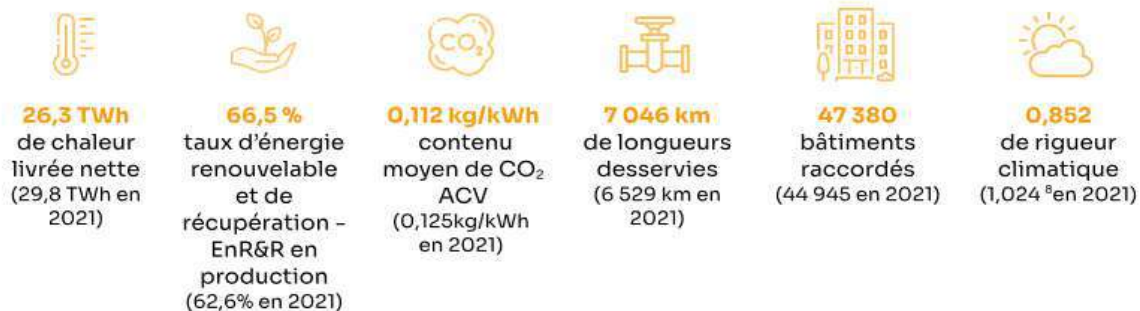 CO₂
26,3 TWh
de chaleur
livrée nette
(29,8 TWh en
2021)
66,5 %
taux d’énergie
renouvelable
et de
récupération –
EnR&R en
production
(62,6% en 2021)
0,112 kg/kWh
contenu
moyen de CO₂
ACV
(0,125kg/kWh
en 2021)
7 046 km
de longueurs
desservies
(6 529 km en
2021)
47 380
bâtiments
raccordés
(44 945 en 2021)
0,852
de rigueur
climatique
(1,024 ⁸en 2021)